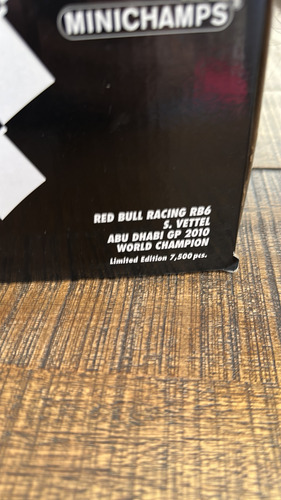 MINICHAMPS
RED BULL RACING RB6
S. VETTEL
ABU DHABI GP 2010
WORLD CHAMPION
Limited Edition 7,500 pcs.